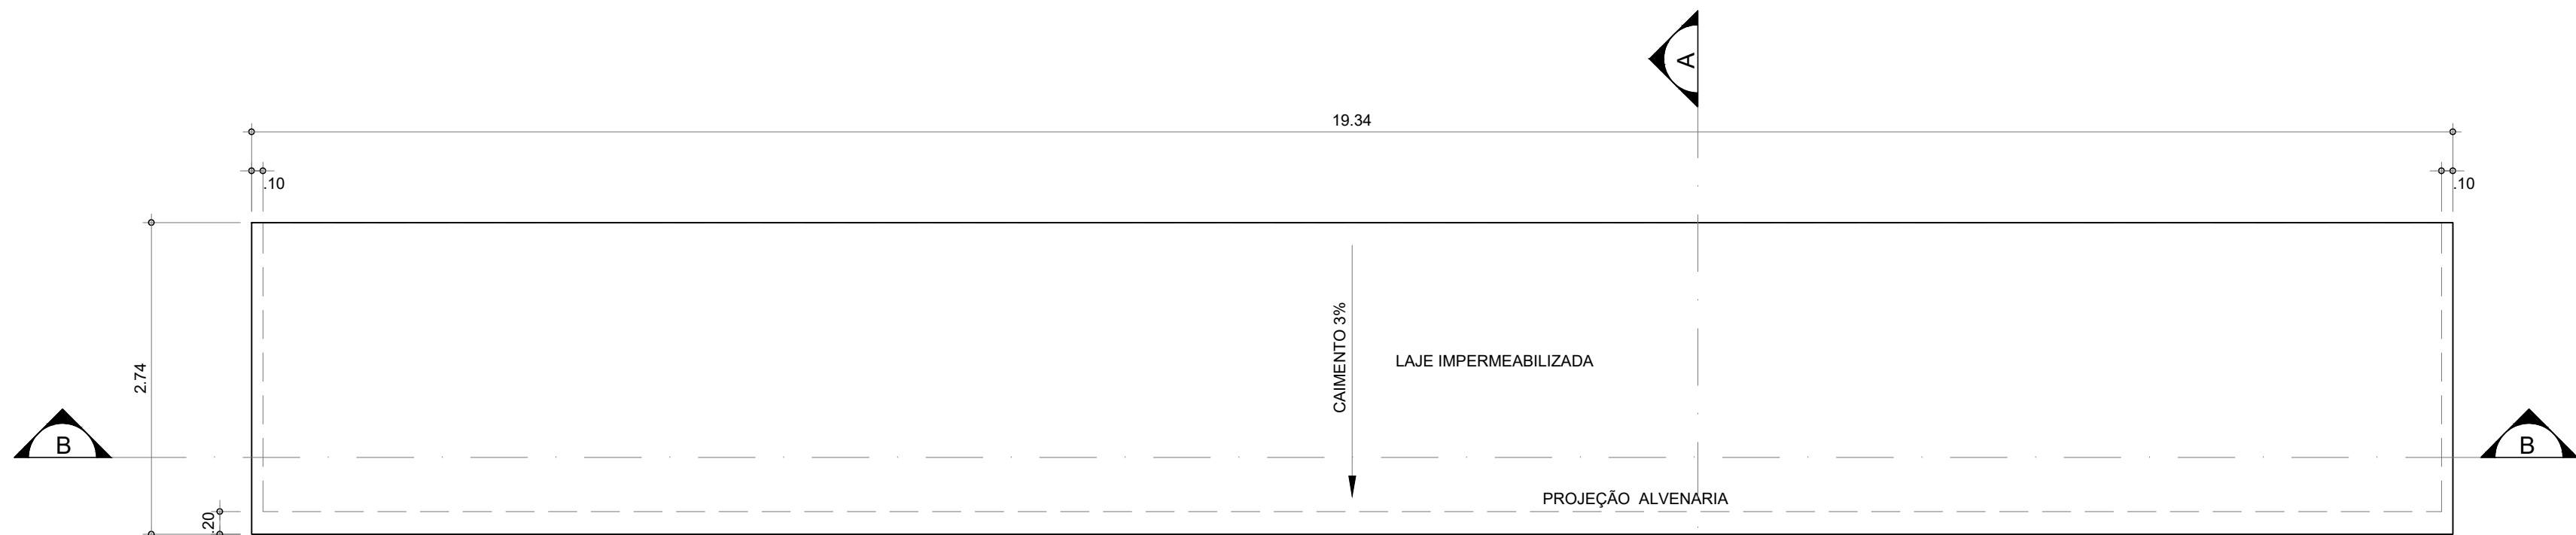 A
19.34
.10
.10
2.74
CAIMENTO 3%
LAJE IMPERMEABILIZADA
B
B
PROJEÇÃO ALVENARIA
.20